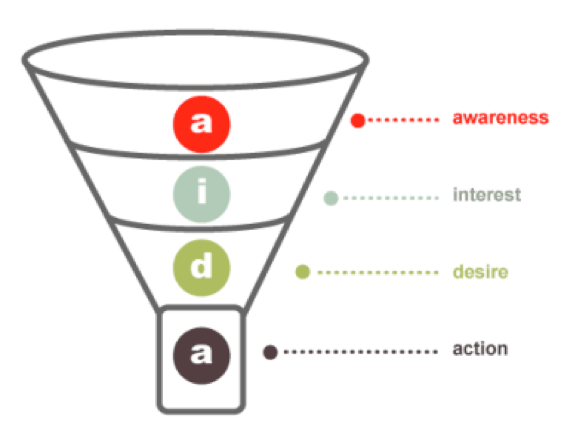 a awareness
i interest
d desire
a action